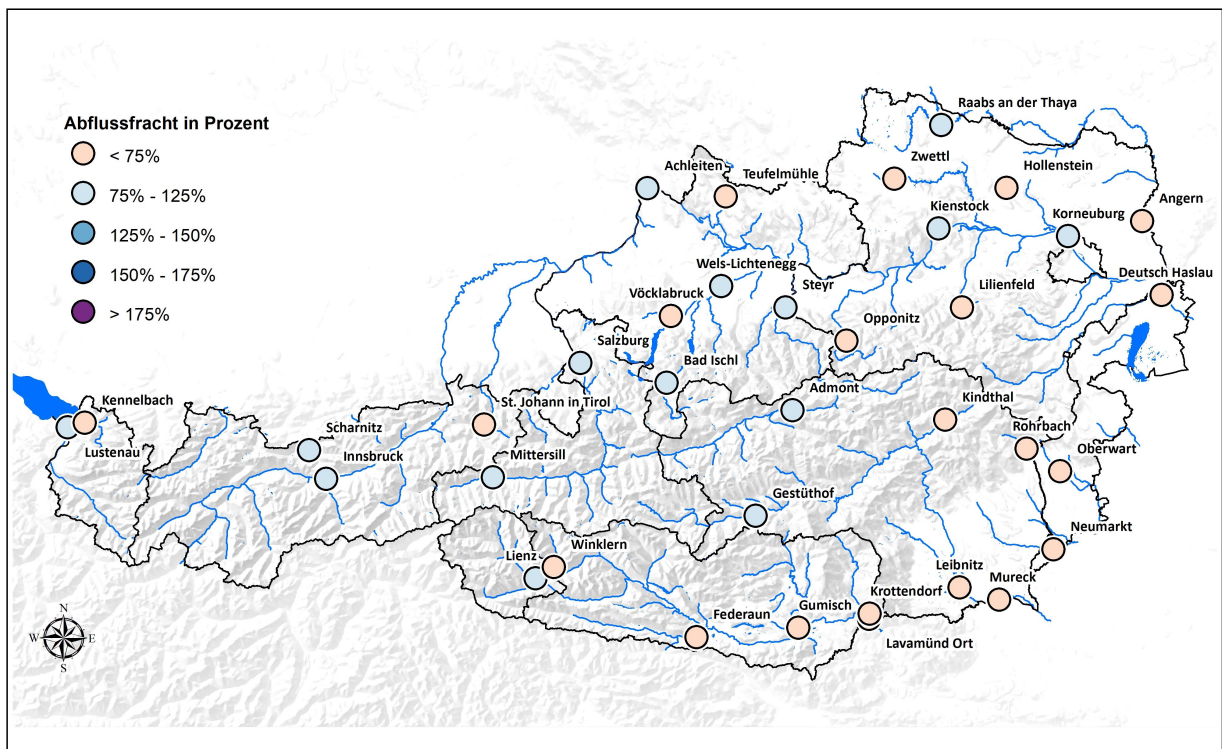 Abflussfracht in Prozent
< 75%
75% - 125%
125% - 150%
150% - 175%
> 175%
Raabs an der Thaya
Zwettl
Hollenstein
Achleiten
Teufelmühle
Kienstock
Korneuburg
Angern
Wels-Lichtenegg
Steyr
Deutsch Haslau
Vöcklabruck
Lilienfeld
Opponitz
Salzburg
Bad Ischl
Admont
Kindthal
Kennelbach
St. Johann in Tirol
Lustenau
Scharnitz
Innsbruck
Mittersill
Rohrbach
Oberwart
Gestüthof
Neumarkt
Lienz
Winklern
Leibnitz
Mureck
Krottendorf
Federaun
Gumisch
Lavamünd Ort
N
W
E
S